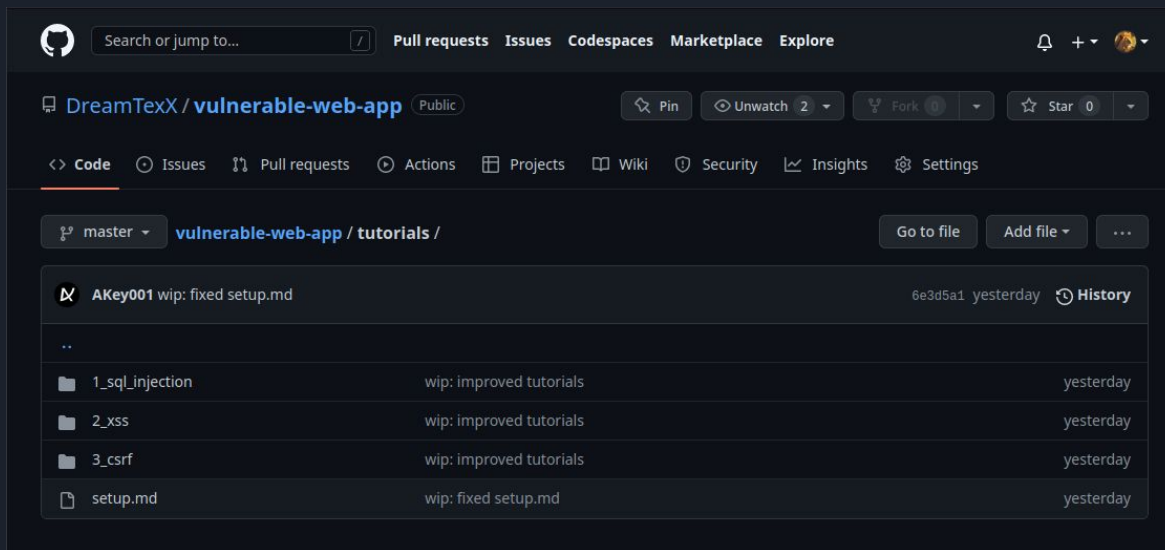 Search or jump to... / Pull requests Issues Codespaces Marketplace Explore
DreamTexX / vulnerable-web-app Public Pin Unwatch 2 Fork 0 Star 0
<> Code Issues Pull requests Actions Projects Wiki Security Insights Settings
master vulnerable-web-app / tutorials / Go to file Add file ...
AKey001 wip: fixed setup.md 6e3d5a1 yesterday History
..
1_sql_injection wip: improved tutorials yesterday
2_xss wip: improved tutorials yesterday
3_csrf wip: improved tutorials yesterday
setup.md wip: fixed setup.md yesterday